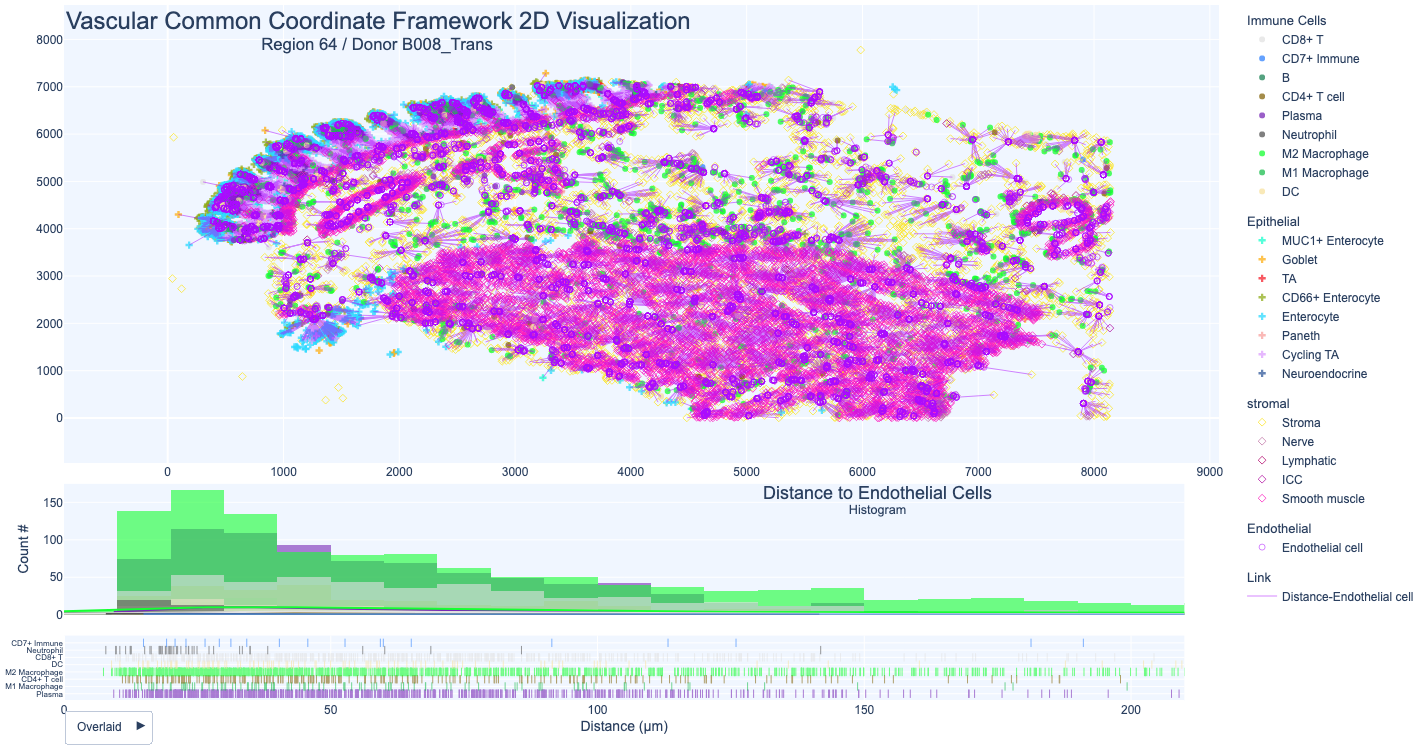 Vascular Common Coordinate Framework 2D Visualization
Region 64 / Donor B008_Trans
8000
7000
6000
5000
4000
3000
2000
1000
0
0 1000 2000 3000 4000 5000 6000 7000 8000 9000
Immune Cells
CD8+ T
CD7+ Immune
B
CD4+ T cell
Plasma
Neutrophil
M2 Macrophage
M1 Macrophage
DC
Epithelial
MUC1+ Enterocyte
Goblet
TA
CD66+ Enterocyte
Enterocyte
Paneth
Cycling TA
Neuroendocrine
stromal
Stroma
Nerve
Lymphatic
ICC
Smooth muscle
Endothelial
Endothelial cell
Link
Distance-Endothelial cell
Distance to Endothelial Cells
Histogram
Count #
150
100
50
0
CD7+ Immune
Neutrophil
CD8+ T
DC
M2 Macrophage
CD4+ T cell
M1 Macrophage
Plasma
0 50 100 150 200
Distance (μm)
Overlaid ▶